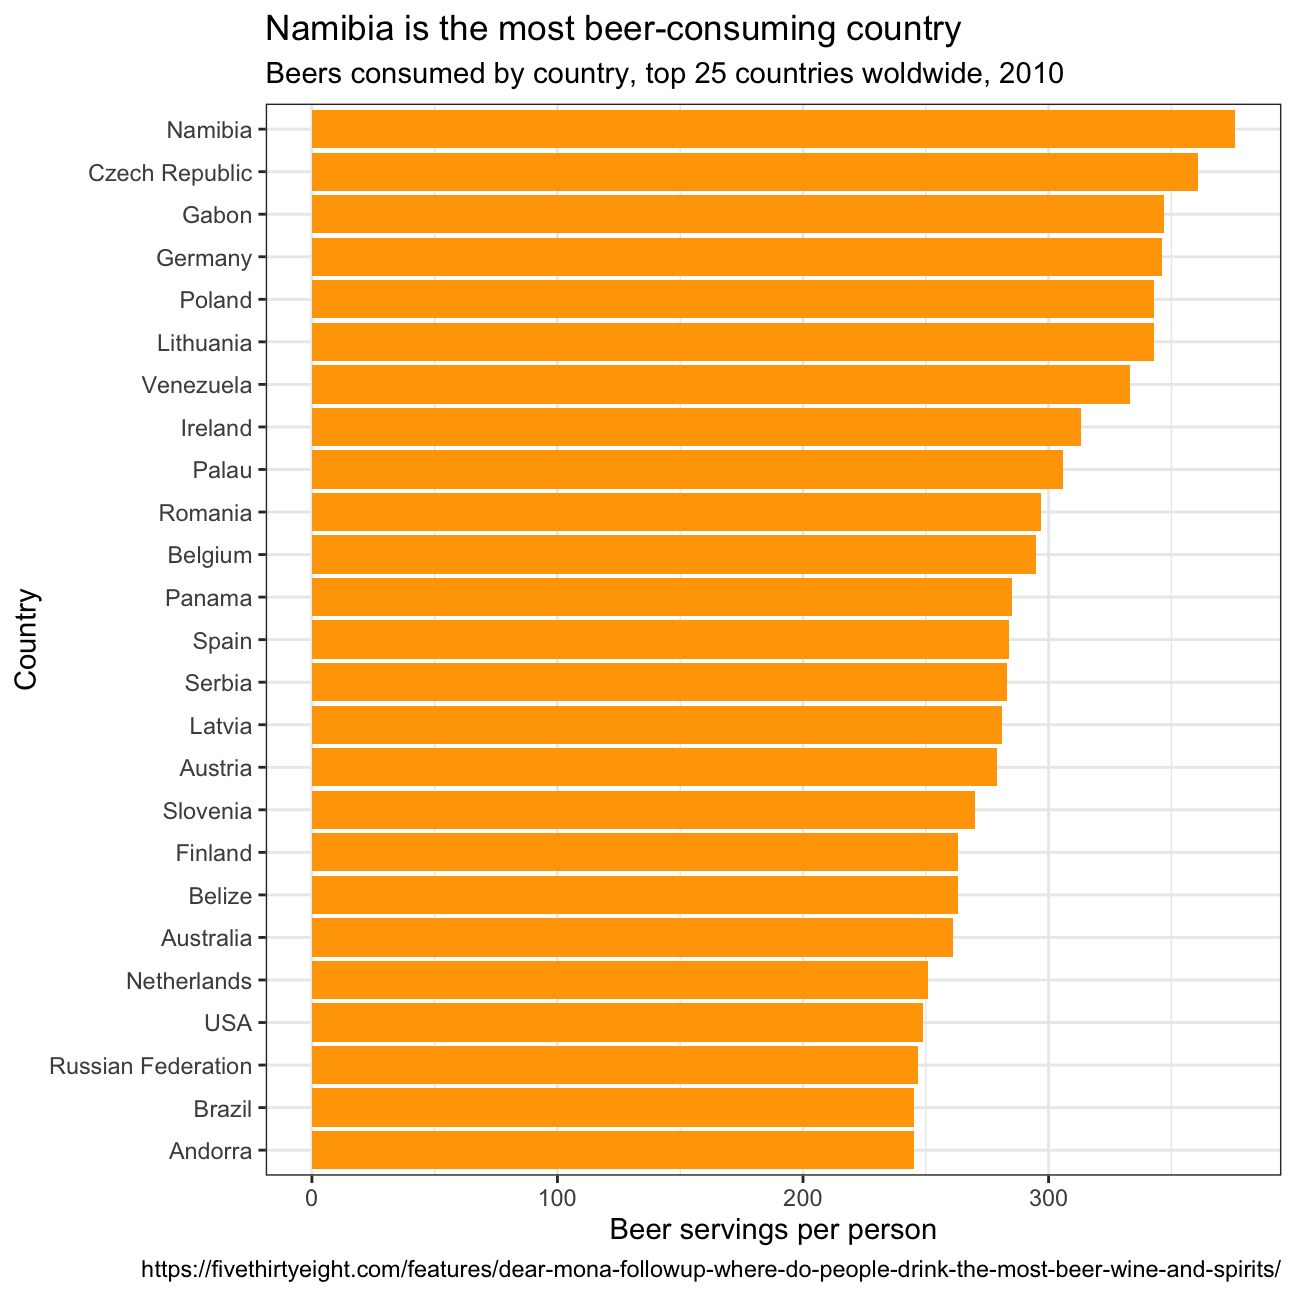 Namibia is the most beer-consuming country
Beers consumed by country, top 25 countries woldwide, 2010
Namibia
Czech Republic
Gabon
Germany
Poland
Lithuania
Venezuela
Ireland
Palau
Romania
Belgium
Panama
Spain
Serbia
Latvia
Austria
Slovenia
Finland
Belize
Australia
Netherlands
USA
Russian Federation
Brazil
Andorra
Country
0 100 200 300
Beer servings per person
https://fivethirtyeight.com/features/dear-mona-followup-where-do-people-drink-the-most-beer-wine-and-spirits/